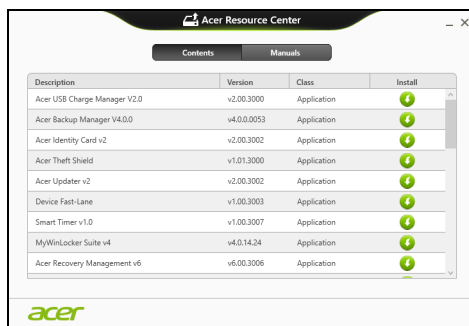 Acer Resource Center
Contents Manuals
Description Version Class Install
Acer USB Charge Manager V2.0 v2.00.3000 Application
Acer Backup Manager V4.0.0 v4.0.0.0053 Application
Acer Identity Card v2 v2.00.3002 Application
Acer Theft Shield v1.01.3000 Application
Acer Updater v2 v2.00.3002 Application
Device Fast-Lane v1.00.3003 Application
Smart Timer v1.0 v1.00.3007 Application
MyWinLocker Suite v4 v4.0.14.24 Application
Acer Recovery Management v6 v6.00.3006 Application
acer